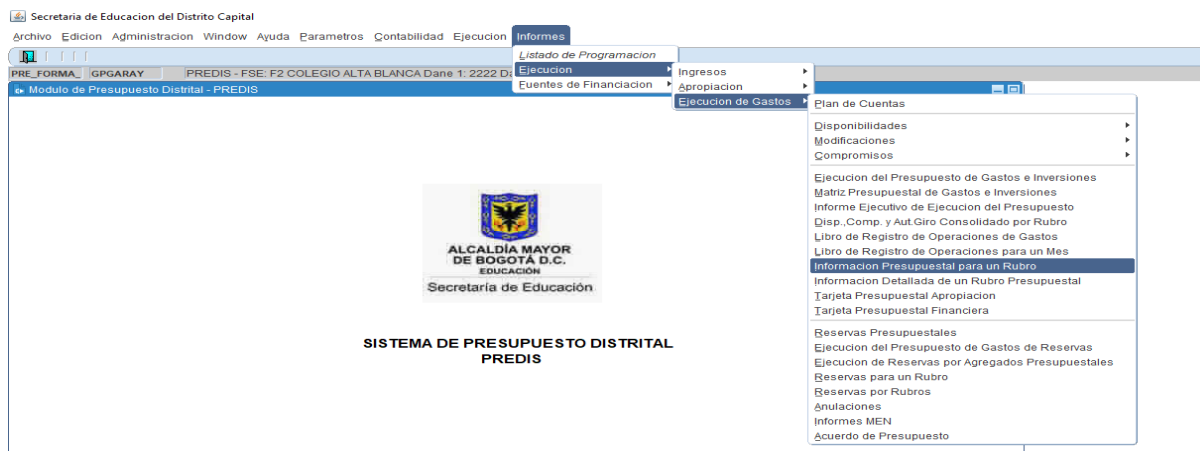 Secretaria de Educacion del Distrito Capital
Archivo Edicion Administracion Window Ayuda Parametros Contabilidad Ejecucion Informes
Listado de Programacion
Ejecucion
Fuentes de Financiacion
PRE_FORMA_ GPGARAY PREDIS - FSE: F2 COLEGIO ALTA BLANCA Dane 1: 2222
Modulo de Presupuesto Distrital - PREDIS
Ingresos
Apropiacion
Ejecucion de Gastos
Plan de Cuentas
Disponibilidades
Modificaciones
Compromisos
Ejecucion del Presupuesto de Gastos e Inversiones
Matriz Presupuestal de Gastos e Inversiones
Informe Ejecutivo de Ejecucion del Presupuesto
Disp.,Comp. y Aut.Giro Consolidado por Rubro
Libro de Registro de Operaciones de Gastos
Libro de Registro de Operaciones para un Mes
Informacion Presupuestal para un Rubro
Informacion Detallada de un Rubro Presupuestal
Tarjeta Presupuestal Apropiacion
Tarjeta Presupuestal Financiera
Reservas Presupuestales
Ejecucion del Presupuesto de Gastos de Reservas
Ejecucion de Reservas por Agregados Presupuestales
Reservas para un Rubro
Reservas por Rubros
Anulaciones
Informes MEN
Acuerdo de Presupuesto
ALCALDÍA MAYOR
DE BOGOTÁ D.C.
EDUCACIÓN
Secretaría de Educación
SISTEMA DE PRESUPUESTO DISTRITAL
PREDIS